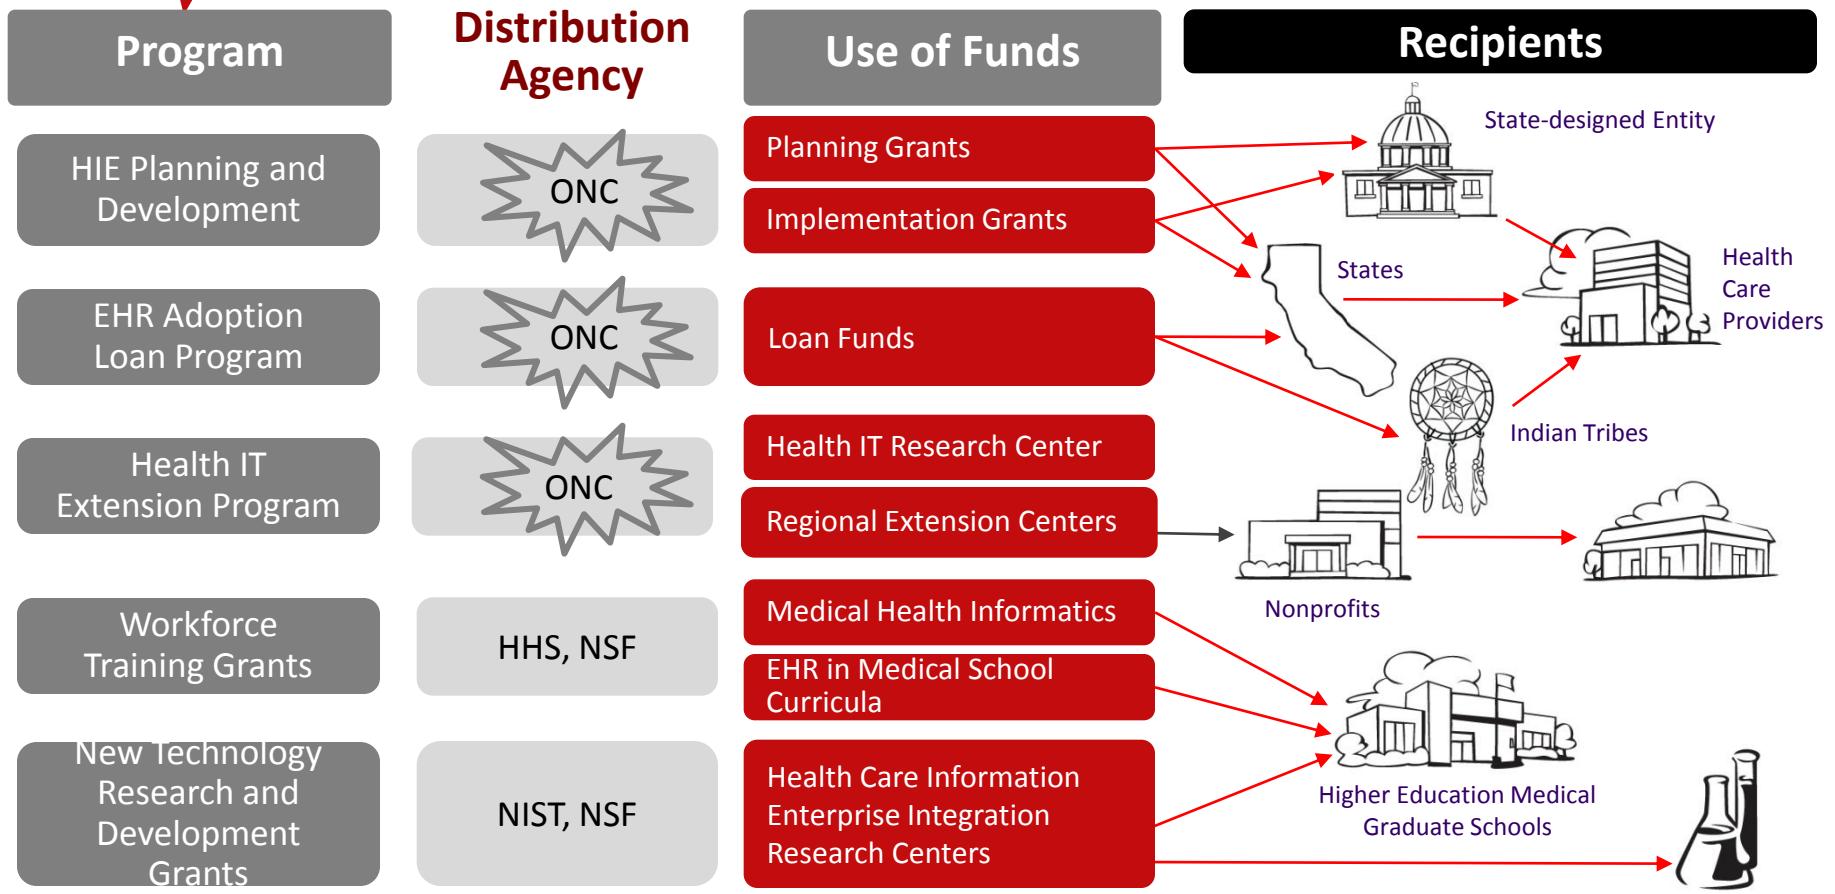 Program
Distribution
Agency
Use of Funds
Recipients
HIE Planning and
Development
ONC
Planning Grants
Implementation Grants
State-designed Entity
States
Health
Care
Providers
EHR Adoption
Loan Program
ONC
Loan Funds
Indian Tribes
Health IT
Extension Program
ONC
Health IT Research Center
Regional Extension Centers
Nonprofits
Workforce
Training Grants
HHS, NSF
Medical Health Informatics
EHR in Medical School
Curricula
New Technology
Research and
Development
Grants
NIST, NSF
Health Care Information
Enterprise Integration
Research Centers
Higher Education Medical
Graduate Schools